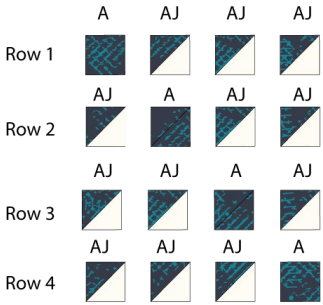 A AJ AJ AJ
Row 1
AJ A AJ AJ
Row 2
AJ AJ A AJ
Row 3
AJ AJ AJ A
Row 4